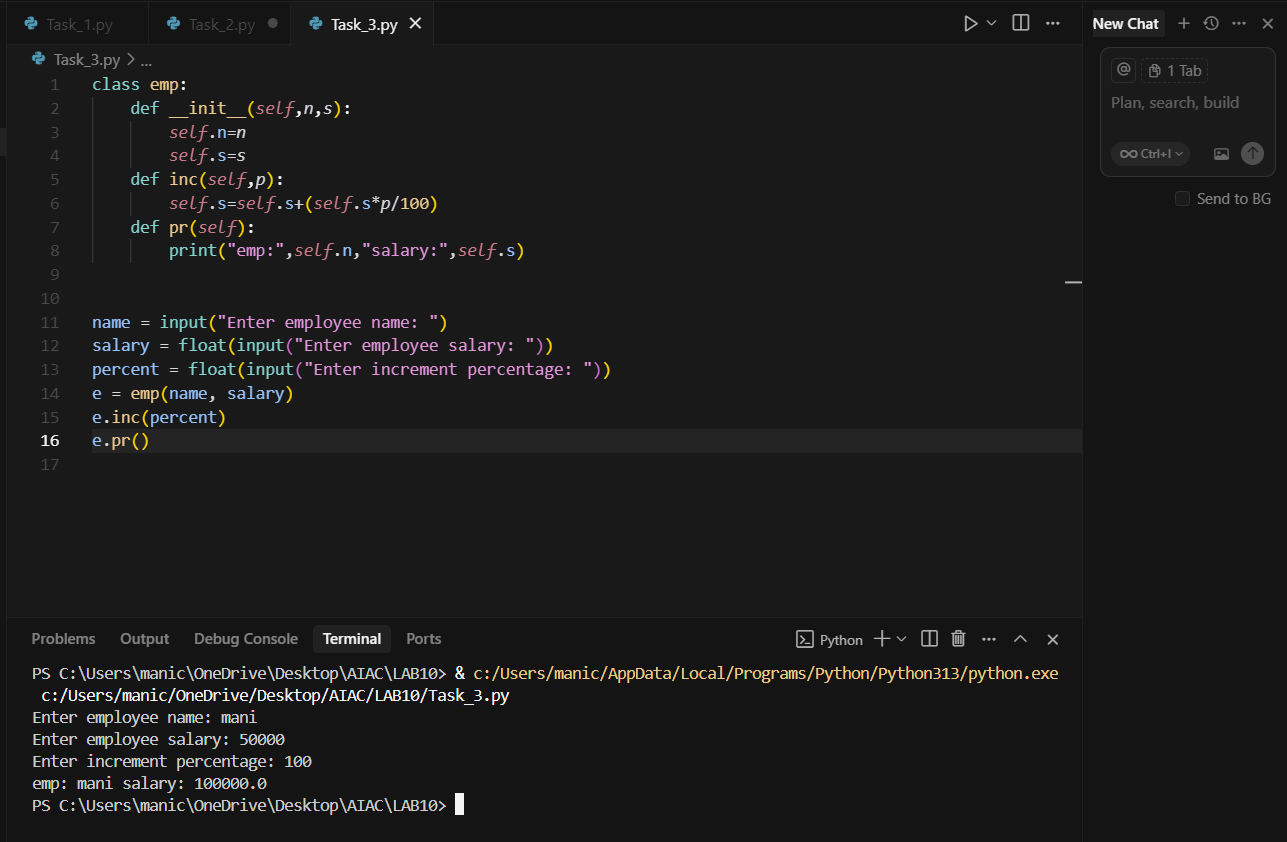 Task_1.py Task_2.py Task_3.py
Task_3.py > ...
1 class emp:
2     def __init__(self,n,s):
3         self.n=n
4         self.s=s
5     def inc(self,p):
6         self.s=self.s+(self.s*p/100)
7     def pr(self):
8         print("emp:",self.n,"salary:",self.s)
9
10
11 name = input("Enter employee name: ")
12 salary = float(input("Enter employee salary: "))
13 percent = float(input("Enter increment percentage: "))
14 e = emp(name, salary)
15 e.inc(percent)
16 e.pr()
17
Problems Output Debug Console Terminal Ports Python
PS C:\Users\manic\OneDrive\Desktop\AIAC\LAB10> & c:/Users/manic/AppData/Local/Programs/Python/Python313/python.exe
 c:/Users/manic/OneDrive/Desktop/AIAC/LAB10/Task_3.py
Enter employee name: mani
Enter employee salary: 50000
Enter increment percentage: 100
emp: mani salary: 100000.0
PS C:\Users\manic\OneDrive\Desktop\AIAC\LAB10>
New Chat
@ 1 Tab
Plan, search, build
∞ Ctrl+I
Send to BG